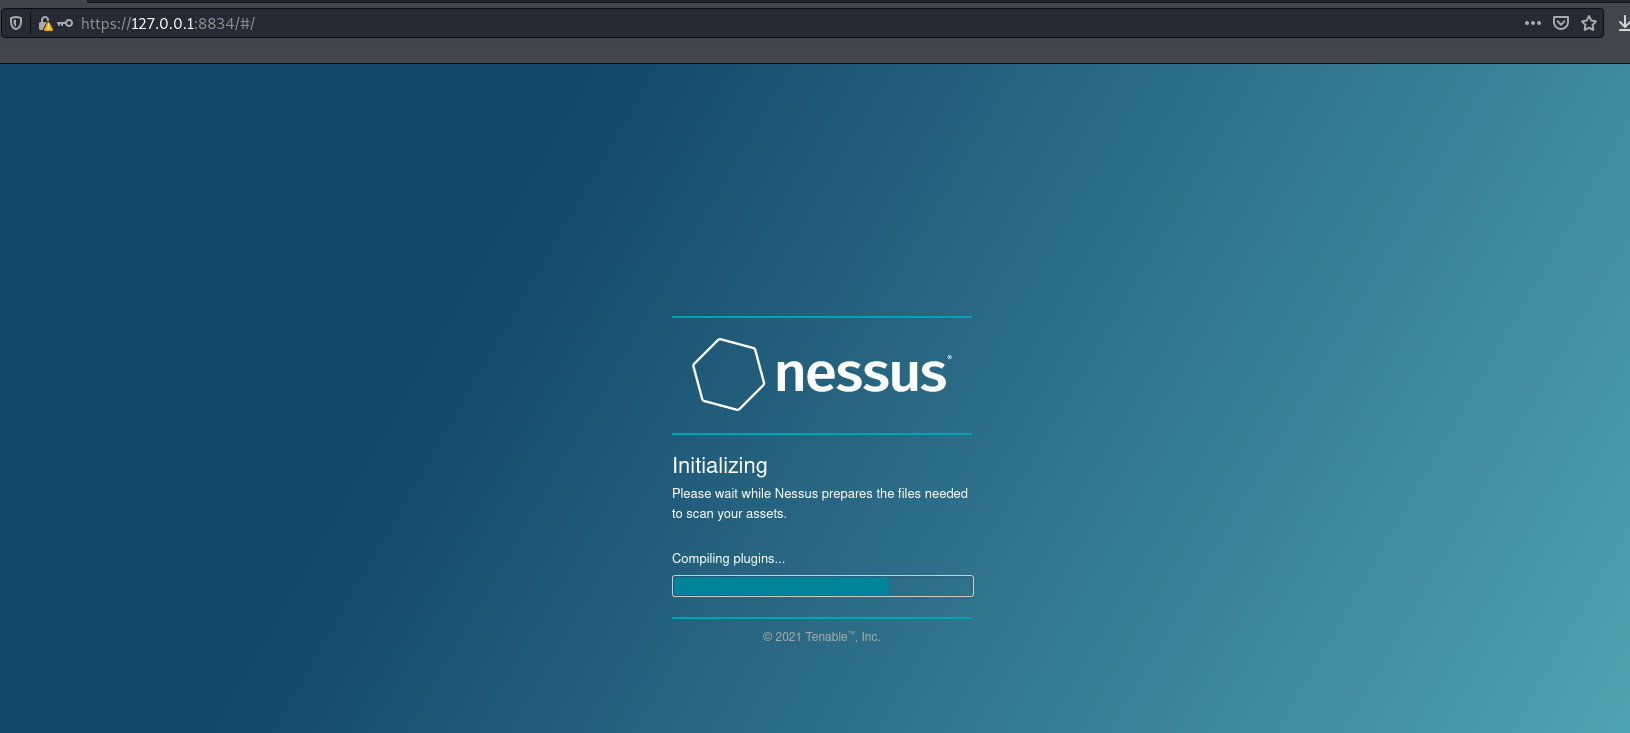 https://127.0.0.1:8834/#/
nessus®
Initializing
Please wait while Nessus prepares the files needed
to scan your assets.
Compiling plugins...
© 2021 Tenable™, Inc.